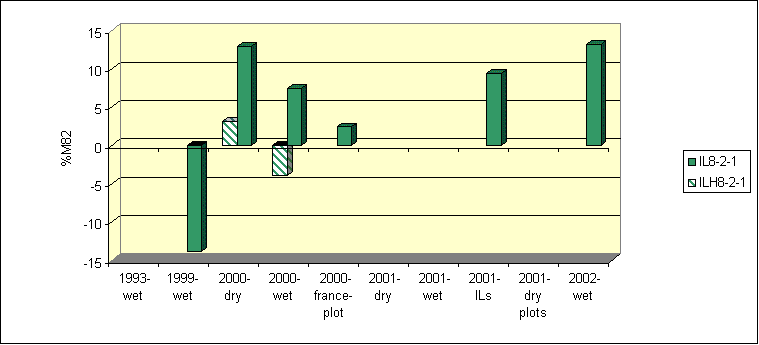 15
10
5
0
-5
-10
-15
%M82
1993-
wet
1999-
wet
2000-
dry
2000-
wet
2000-
france-
plot
2001-
dry
2001-
wet
2001-
ILs
2001-
dry
plots
2002-
wet
IL8-2-1
ILH8-2-1